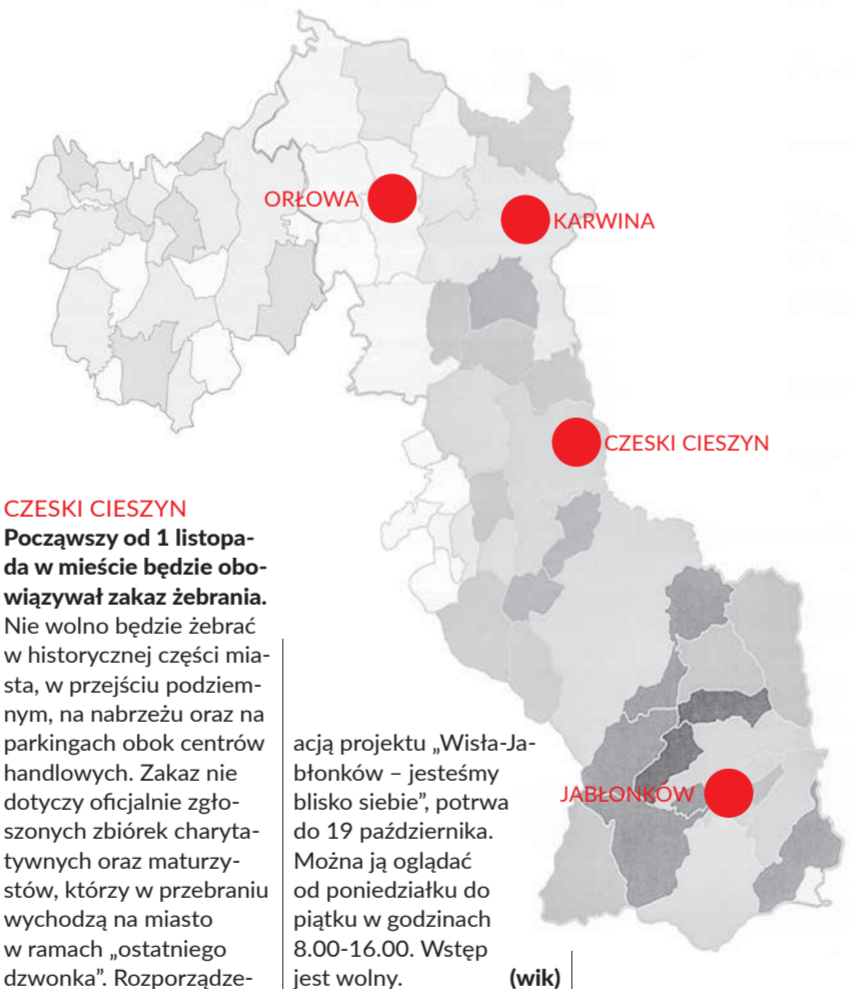 ORŁOWA
KARWINA
CZESKI CIESZYN
JABŁONKÓW
CZESKI CIESZYN
Począwszy od 1 listopa-
da w mieście będzie obo-
wiązywał zakaz żebrania.
Nie wolno będzie żebrać
w historycznej części mia-
sta, w przejściu podziem-
nym, na nabrzeżu oraz na
parkingach obok centrów
handlowych. Zakaz nie
dotyczy oficjalnie zgło-
szonych zbiórek charyta-
tywnych oraz maturzy-
stów, którzy w przebraniu
wychodzą na miasto
w ramach „ostatniego
dzwonka”. Rozporządze-
acją projektu „Wisła-Ja-
błonków – jesteśmy
blisko siebie”, potrwa
do 19 października.
Można ją oglądać
od poniedziałku do
piątku w godzinach
8.00-16.00. Wstęp
jest wolny. (wik)